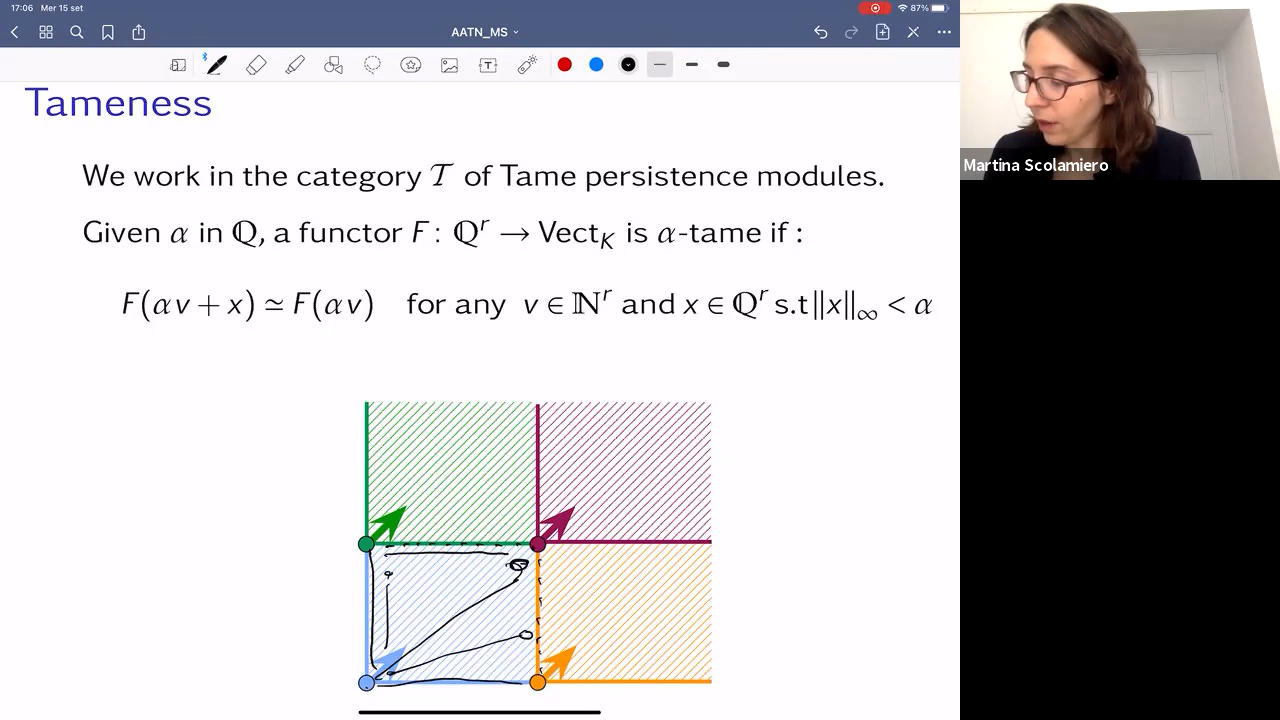 17:06 Mer 15 set
87%
AATN_MS
T
Tameness
We work in the category 𝒯 of Tame persistence modules.
Given α in ℚ, a functor F: ℚ^r → Vect_K is α-tame if :
F(αv + x) ≃ F(αv) for any v ∈ ℕ^r and x ∈ ℚ^r s.t ||x||_∞ < α
Martina Scolamiero